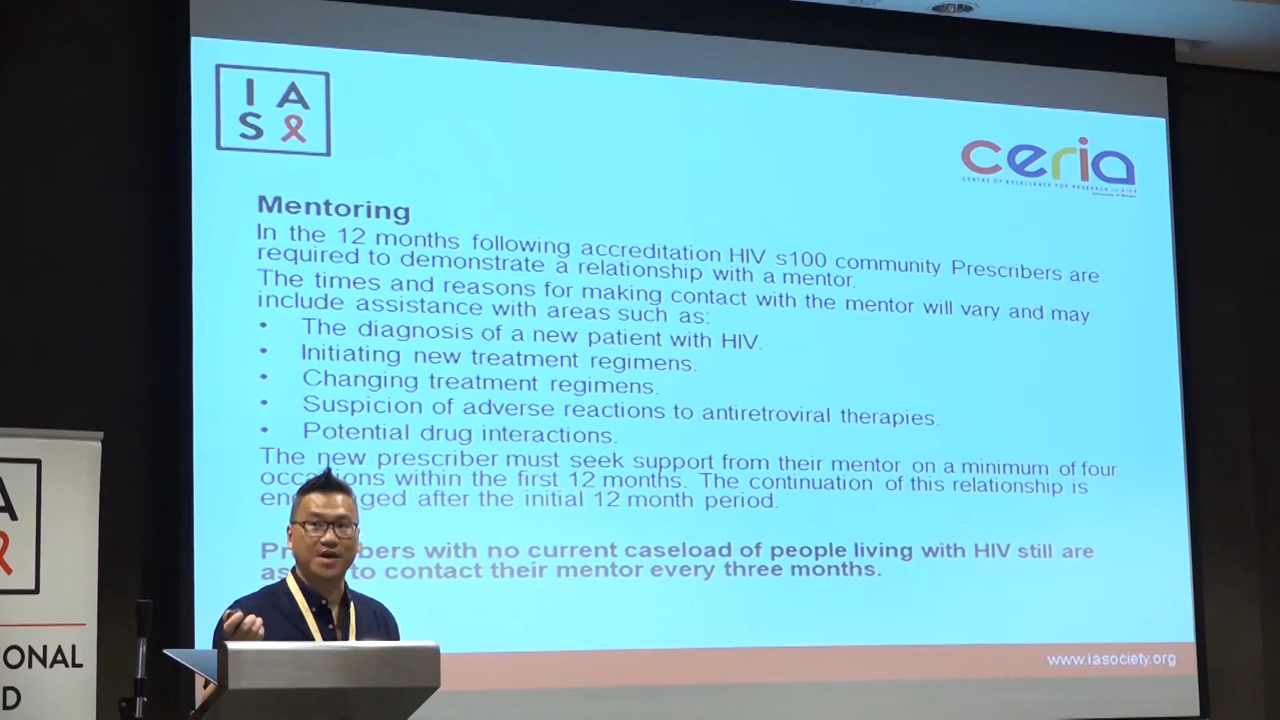 I A
S
ceria
CENTRE OF EXCELLENCE FOR RESEARCH in AIDS
Mentoring
In the 12 months following accreditation HIV s100 community Prescribers are
required to demonstrate a relationship with a mentor.
The times and reasons for making contact with the mentor will vary and may
include assistance with areas such as:
• The diagnosis of a new patient with HIV.
• Initiating new treatment regimens.
• Changing treatment regimens.
• Suspicion of adverse reactions to antiretroviral therapies.
• Potential drug interactions.
The new prescriber must seek support from their mentor on a minimum of four
occasions within the first 12 months. The continuation of this relationship is
en ged after the initial 12 month period.
Pr bers with no current caseload of people living with HIV still are
as to contact their mentor every three months.
www.iasociety.org
A
ONAL
D